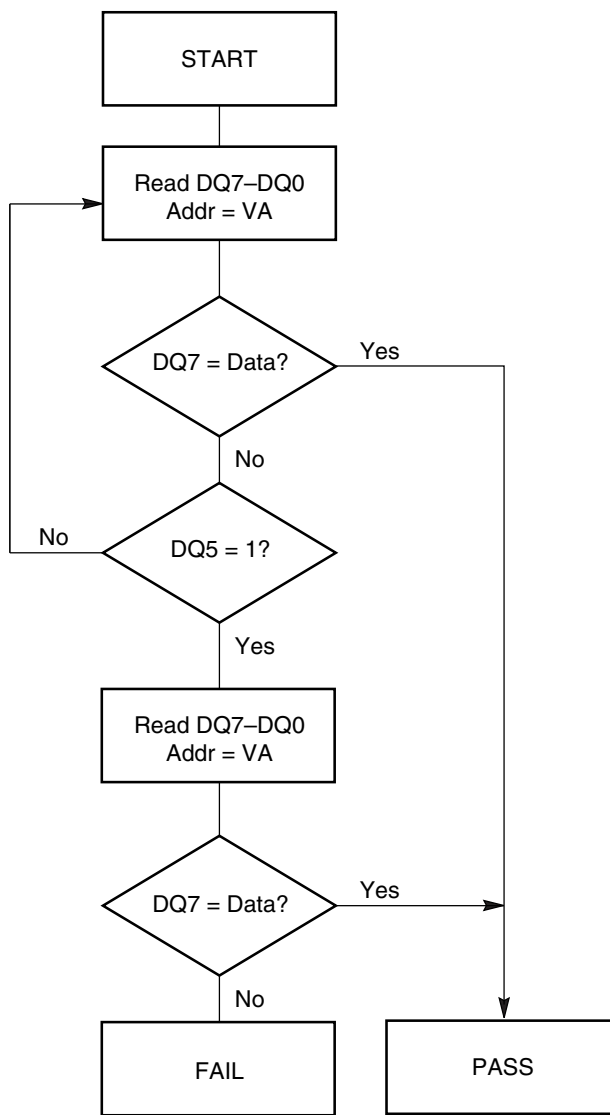 START
Read DQ7–DQ0
Addr = VA
DQ7 = Data?
Yes
No
No
DQ5 = 1?
Yes
Read DQ7–DQ0
Addr = VA
DQ7 = Data?
Yes
No
FAIL
PASS